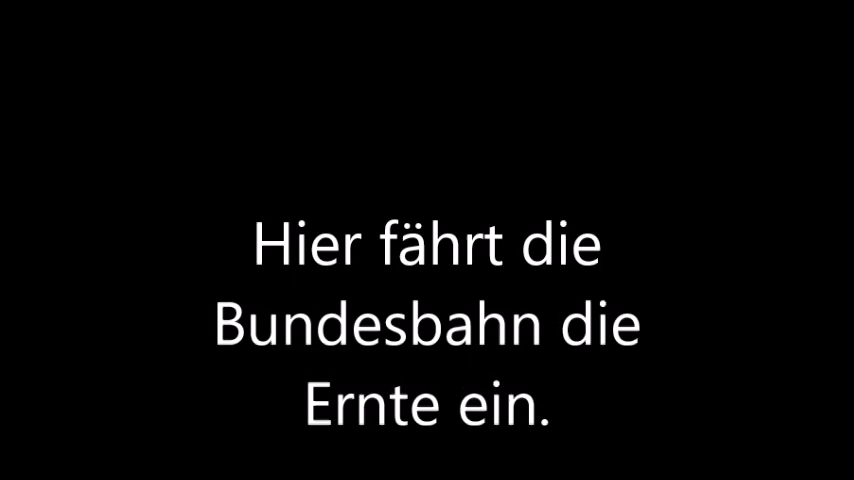 Hier fährt die
Bundesbahn die
Ernte ein.